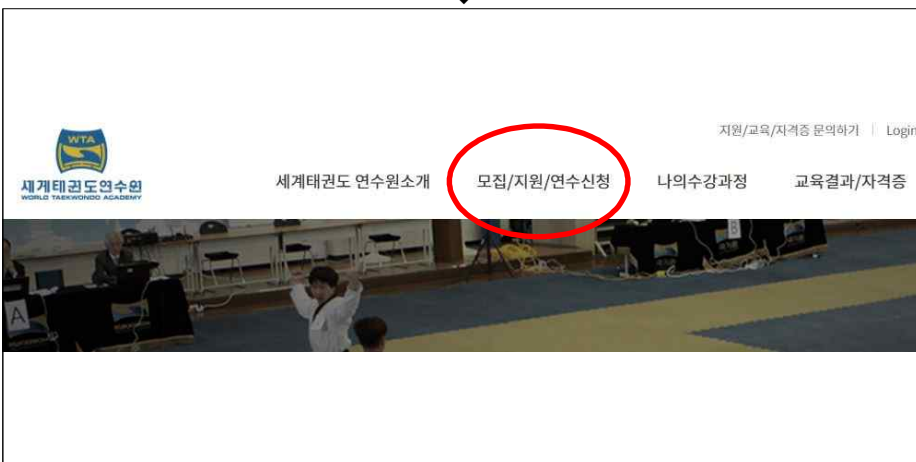 지원/교육/자격증 문의하기 Login
WTA
세계태권도연수원
WORLD TAEKWONDO ACADEMY
세계태권도 연수원소개 모집/지원/연수신청 나의수강과정 교육결과/자격증
B
A